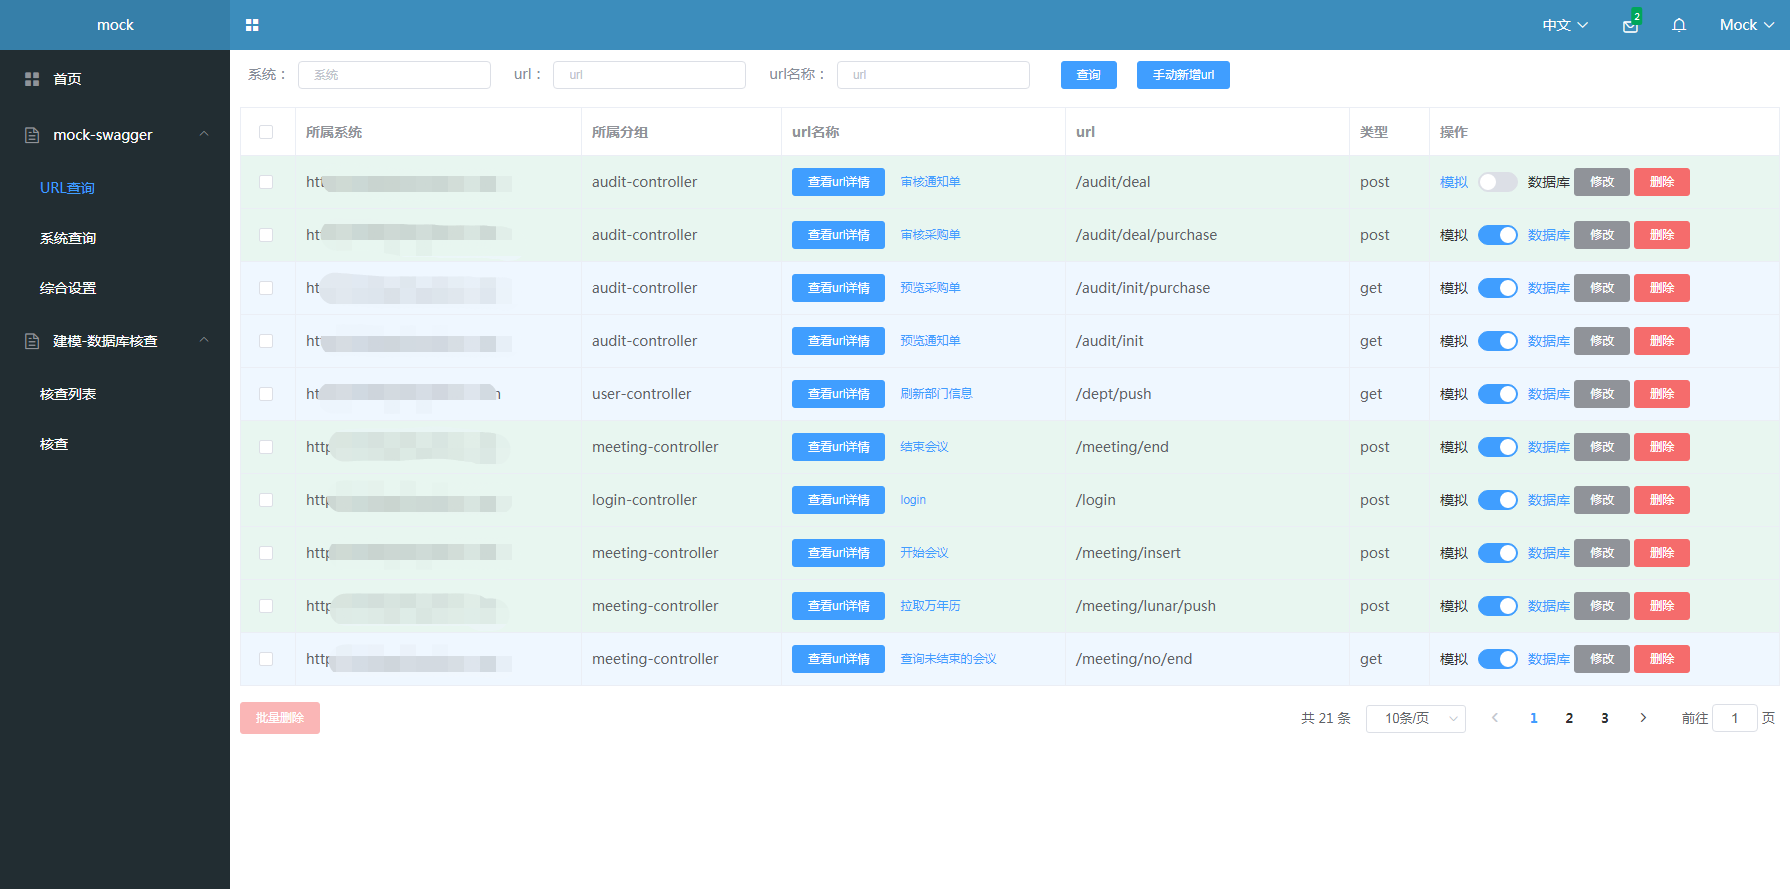 mock
中文
2
Mock
首页
mock-swagger
URL查询
系统查询
综合设置
建模-数据库核查
核查列表
核查
系统： 系统 url： url url名称： url 查询 手动新增url
所属系统 所属分组 url名称 url 类型 操作
audit-controller 查看url详情 审核通知单 /audit/deal post 模拟 数据库 修改 删除
audit-controller 查看url详情 审核采购单 /audit/deal/purchase post 模拟 数据库 修改 删除
audit-controller 查看url详情 预览采购单 /audit/init/purchase get 模拟 数据库 修改 删除
audit-controller 查看url详情 预览通知单 /audit/init get 模拟 数据库 修改 删除
user-controller 查看url详情 刷新部门信息 /dept/push get 模拟 数据库 修改 删除
http meeting-controller 查看url详情 结束会议 /meeting/end post 模拟 数据库 修改 删除
http login-controller 查看url详情 login /login post 模拟 数据库 修改 删除
http meeting-controller 查看url详情 开始会议 /meeting/insert post 模拟 数据库 修改 删除
http meeting-controller 查看url详情 拉取万年历 /meeting/lunar/push post 模拟 数据库 修改 删除
http meeting-controller 查看url详情 查询未结束的会议 /meeting/no/end get 模拟 数据库 修改 删除
批量删除 共 21 条 10条/页 1 2 3 前往 1 页